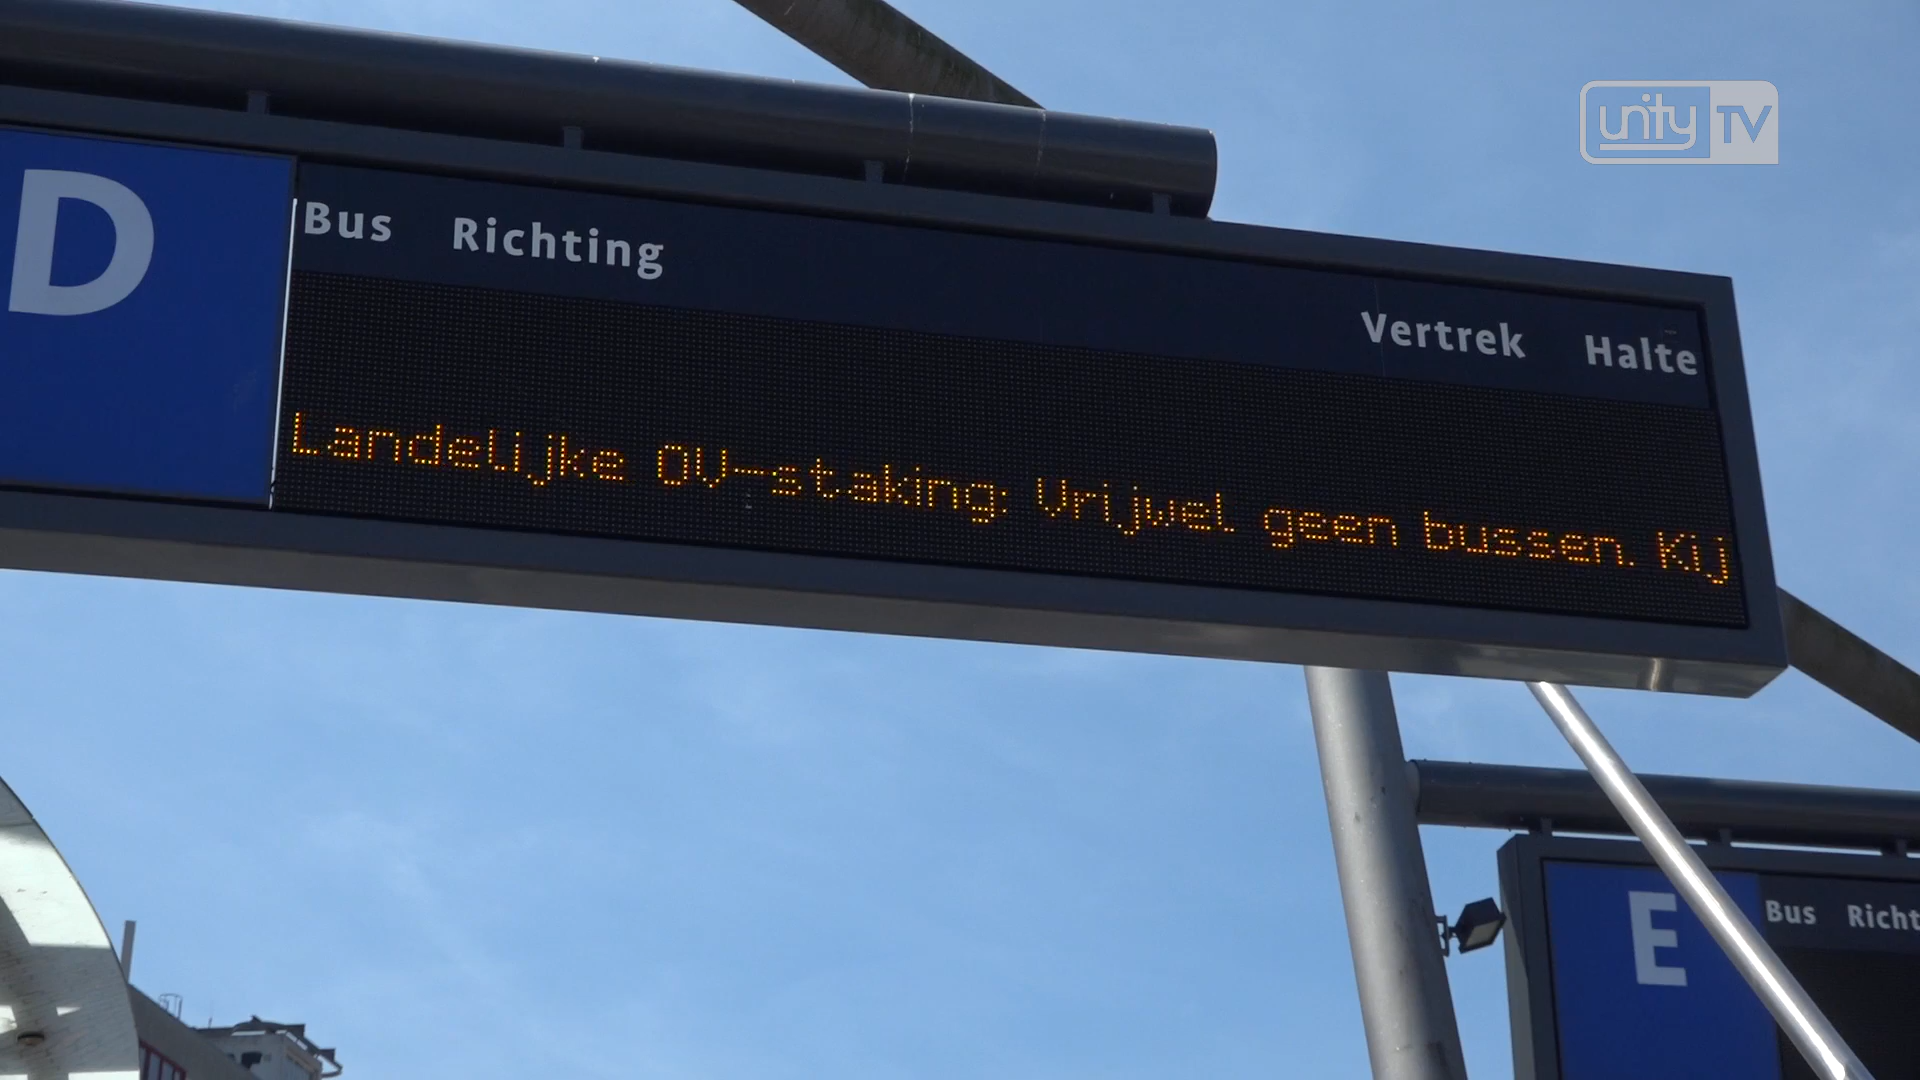 unity TV
D
Bus Richting Vertrek Halte
Landelijke OV-staking: Vrijwel geen bussen. Kij
E
Bus Richt